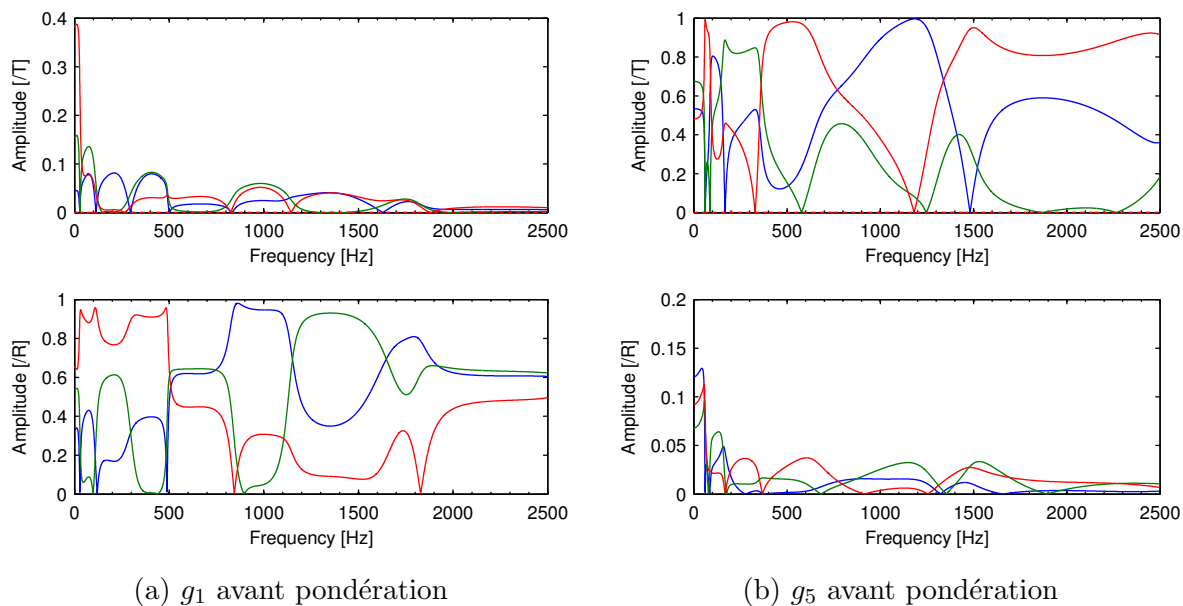 0.4
0.3
0.2
0.1
0
Amplitude [/T]
0 500 1000 1500 2000 2500
Frequency [Hz]
1
0.8
0.6
0.4
0.2
0
Amplitude [/R]
0 500 1000 1500 2000 2500
Frequency [Hz]
(a) g1 avant pondération
1
0.8
0.6
0.4
0.2
0
Amplitude [/T]
0 500 1000 1500 2000 2500
Frequency [Hz]
0.2
0.15
0.1
0.05
0
Amplitude [/R]
0 500 1000 1500 2000 2500
Frequency [Hz]
(b) g5 avant pondération